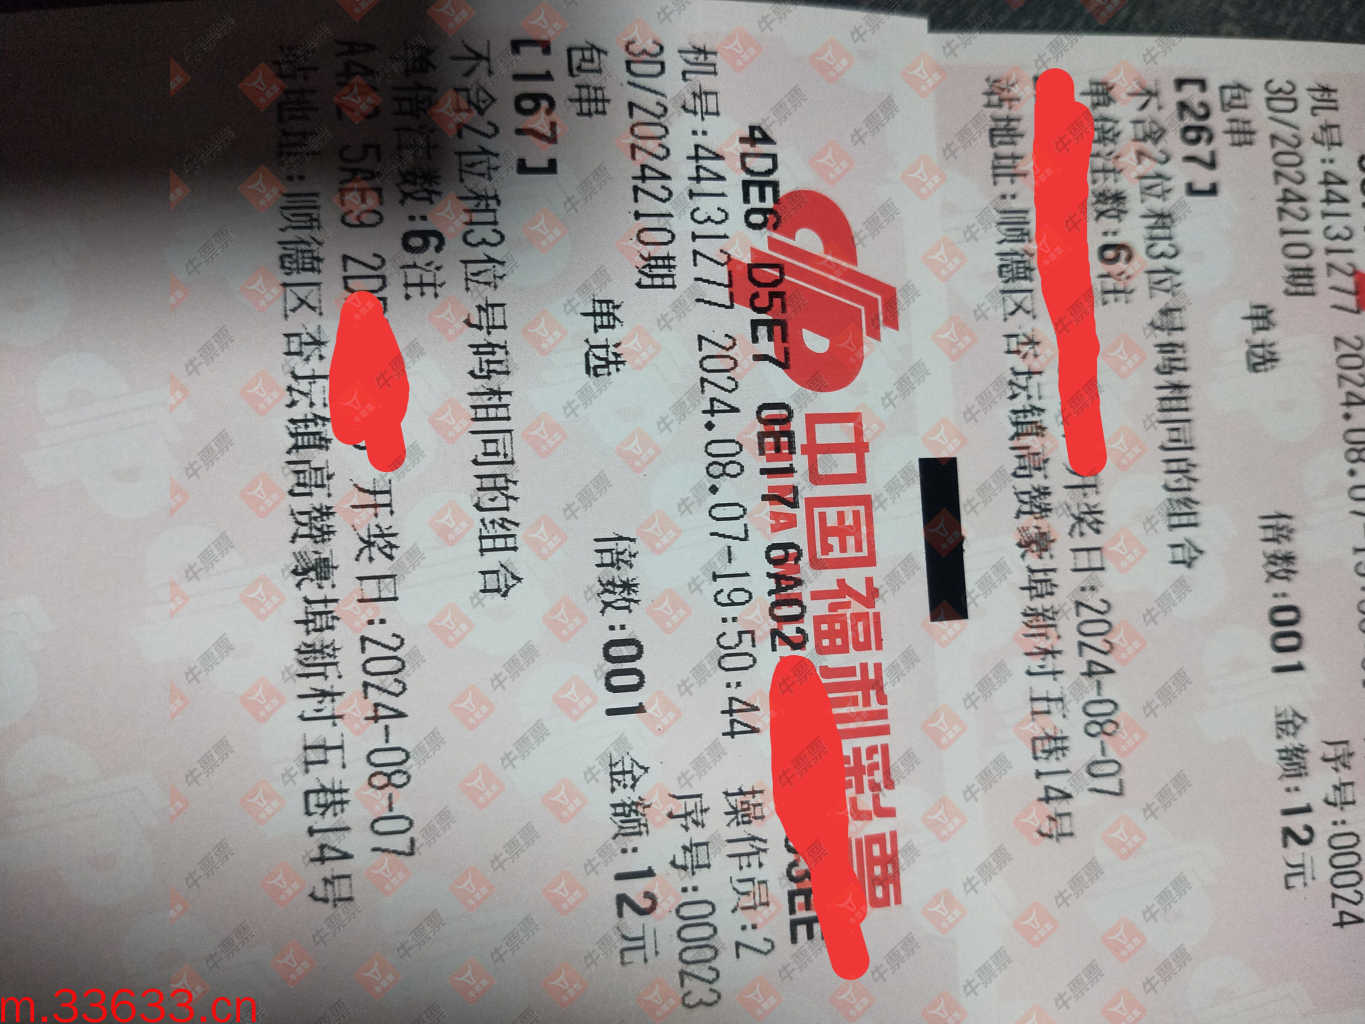 中国福利彩票
4DE6 D5E7 0E17 6A02
33EE
机号:44131277 2024.08.07-19:50:44 操作员:2
3D/2024210期
序号:00023
包串 单选 倍数:001 金额:12元
[167]
不含2位和3位号码相同的组合
单倍注数:6注
A4C2 5AE9 2D
开奖日:2024-08-07
站地址:顺德区杏坛镇高赞豪埠新村五巷14号
机号:44131277 2024.08.07-19
3D/2024210期
序号:00024
包串 单选 倍数:001 金额:12元
[267]
不含2位和3位号码相同的组合
单倍注数:6注
开奖日:2024-08-07
站地址:顺德区杏坛镇高赞豪埠新村五巷14号
牛票票
m.33633.cn